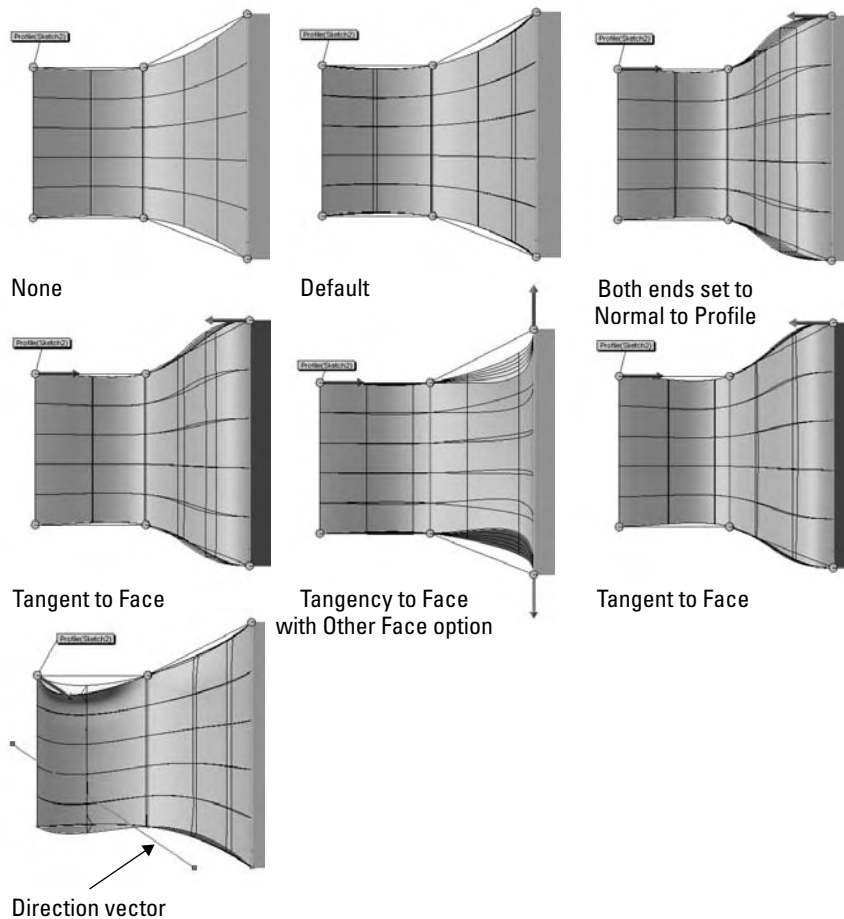 Profile(Sketch2)
Profile(Sketch2)
Profile(Sketch2)
None
Default
Both ends set to
Normal to Profile
Profile(Sketch2)
Profile(Sketch2)
Profile(Sketch2)
Tangent to Face
Tangency to Face
with Other Face option
Tangent to Face
Profile(Sketch2)
Direction vector